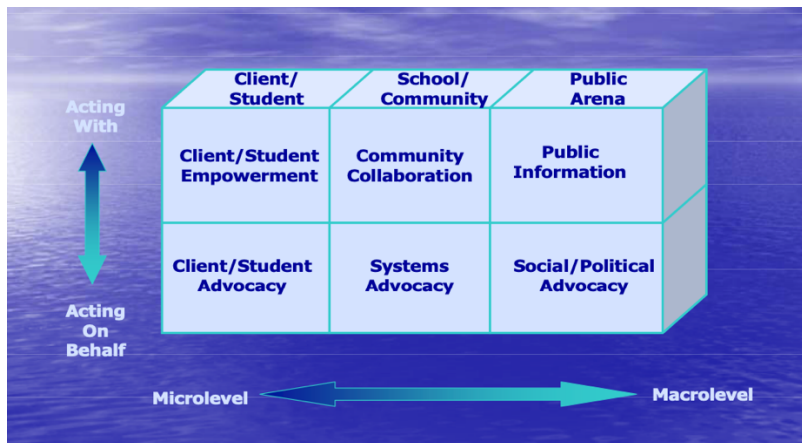 Client/
Student
School/
Community
Public
Arena
Acting
With
Client/Student
Empowerment
Community
Collaboration
Public
Information
Client/Student
Advocacy
Systems
Advocacy
Social/Political
Advocacy
Acting
On
Behalf
Microlevel
Macrolevel